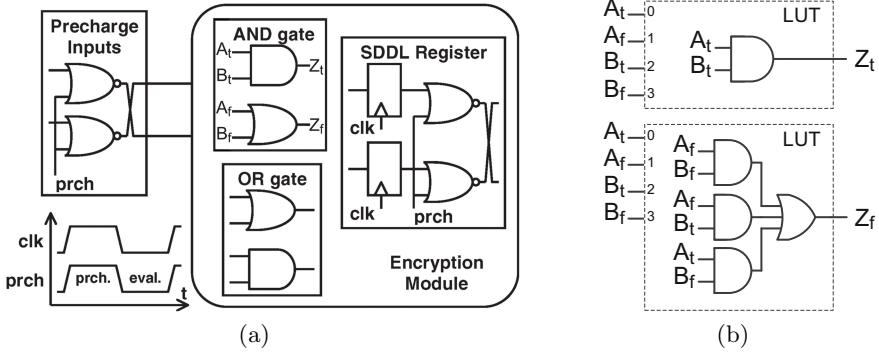 Precharge
Inputs
prch
clk
prch
prch.
eval.
t
AND gate
At
Bt
Zt
Af
Bf
Zf
OR gate
SDDL Register
clk
clk
prch
Encryption
Module
(a)
At 0
Af 1
Bt 2
Bf 3
LUT
At
Bt
Zt
At 0
Af 1
Bt 2
Bf 3
LUT
Af
Bf
Af
Bt
At
Bf
Zf
(b)